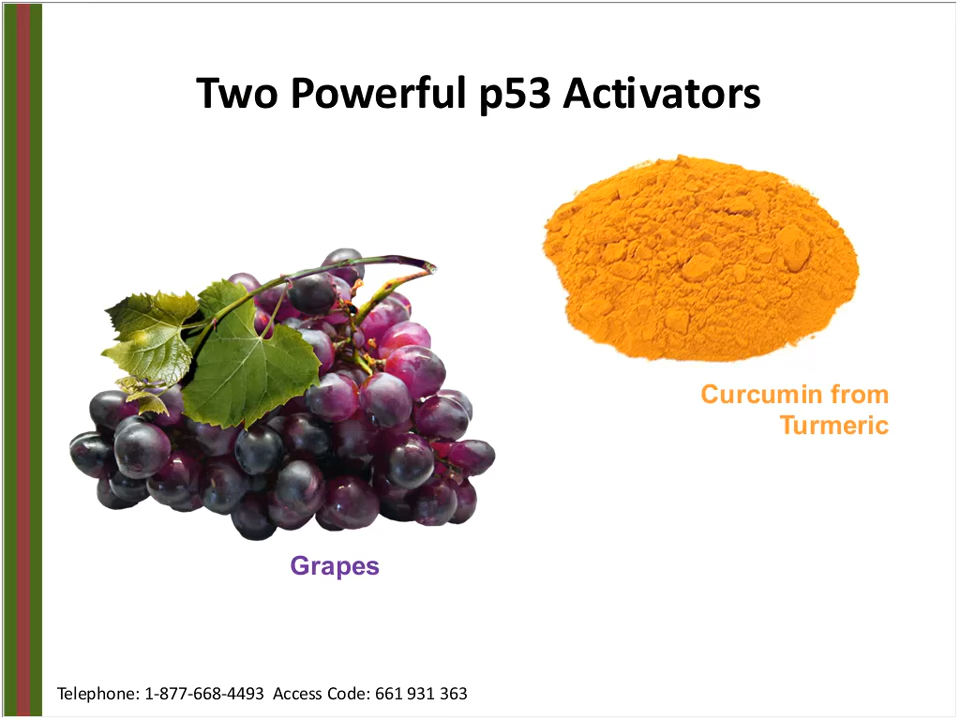 Two Powerful p53 Activators
Curcumin from
Turmeric
Grapes
Telephone: 1-877-668-4493  Access Code: 661 931 363